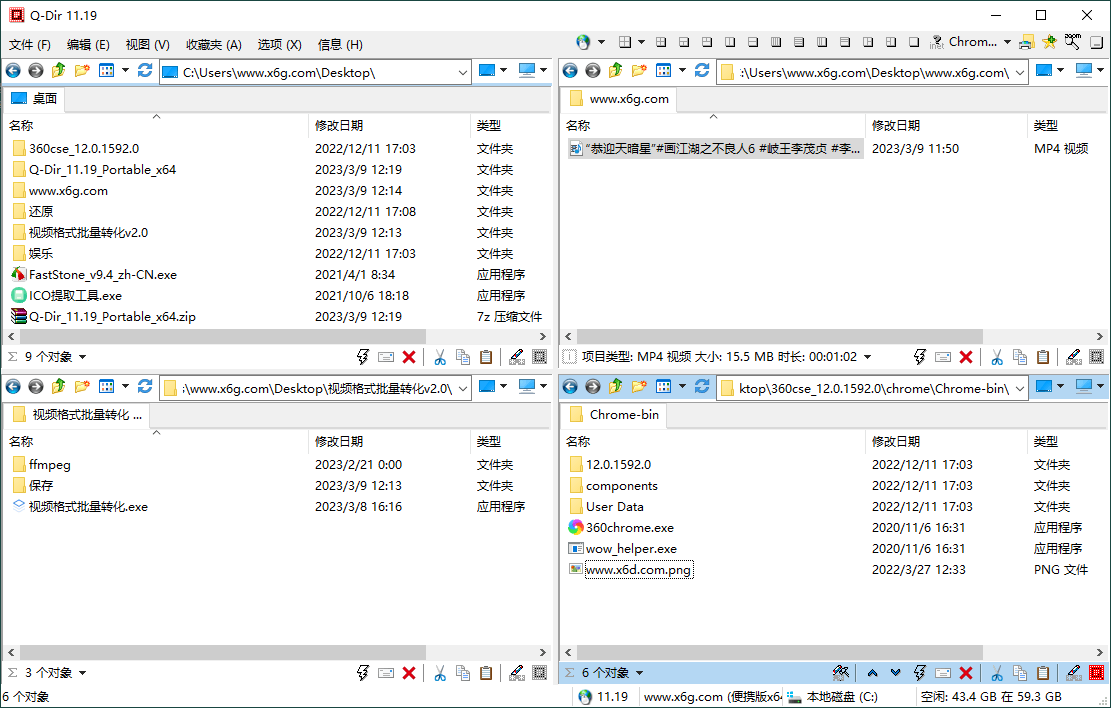 Q-Dir 11.19
文件 (F) 编辑 (E) 视图 (V) 收藏夹 (A) 选项 (X) 信息 (H) Chrom...
C:\Users\www.x6g.com\Desktop\
桌面
名称 修改日期 类型
360cse_12.0.1592.0 2022/12/11 17:03 文件夹
Q-Dir_11.19_Portable_x64 2023/3/9 12:19 文件夹
www.x6g.com 2023/3/9 12:14 文件夹
还原 2022/12/11 17:08 文件夹
视频格式批量转化v2.0 2023/3/9 12:13 文件夹
娱乐 2022/12/11 17:03 文件夹
FastStone_v9.4_zh-CN.exe 2021/4/1 8:34 应用程序
ICO提取工具.exe 2021/10/6 18:18 应用程序
Q-Dir_11.19_Portable_x64.zip 2023/3/9 12:19 7z 压缩文件
9 个对象
:\Users\www.x6g.com\Desktop\www.x6g.com\
www.x6g.com
名称 修改日期 类型
“恭迎天暗星”#画江湖之不良人6 #岐王李茂贞 #李... 2023/3/9 11:50 MP4 视频
项目类型: MP4 视频 大小: 15.5 MB 时长: 00:01:02
:\www.x6g.com\Desktop\视频格式批量转化v2.0\
视频格式批量转化 ...
名称 修改日期 类型
ffmpeg 2023/2/21 0:00 文件夹
保存 2023/3/9 12:13 文件夹
视频格式批量转化.exe 2023/3/8 16:16 应用程序
3 个对象
ktop\360cse_12.0.1592.0\chrome\Chrome-bin\
Chrome-bin
名称 修改日期 类型
12.0.1592.0 2022/12/11 17:03 文件夹
components 2022/12/11 17:03 文件夹
User Data 2022/12/11 17:03 文件夹
360chrome.exe 2020/11/6 16:31 应用程序
wow_helper.exe 2020/11/6 16:31 应用程序
www.x6d.com.png 2022/3/27 12:33 PNG 文件
6 个对象
6 个对象 11.19 www.x6g.com (便携版x64 本地磁盘 (C:) 空闲: 43.4 GB 在 59.3 GB